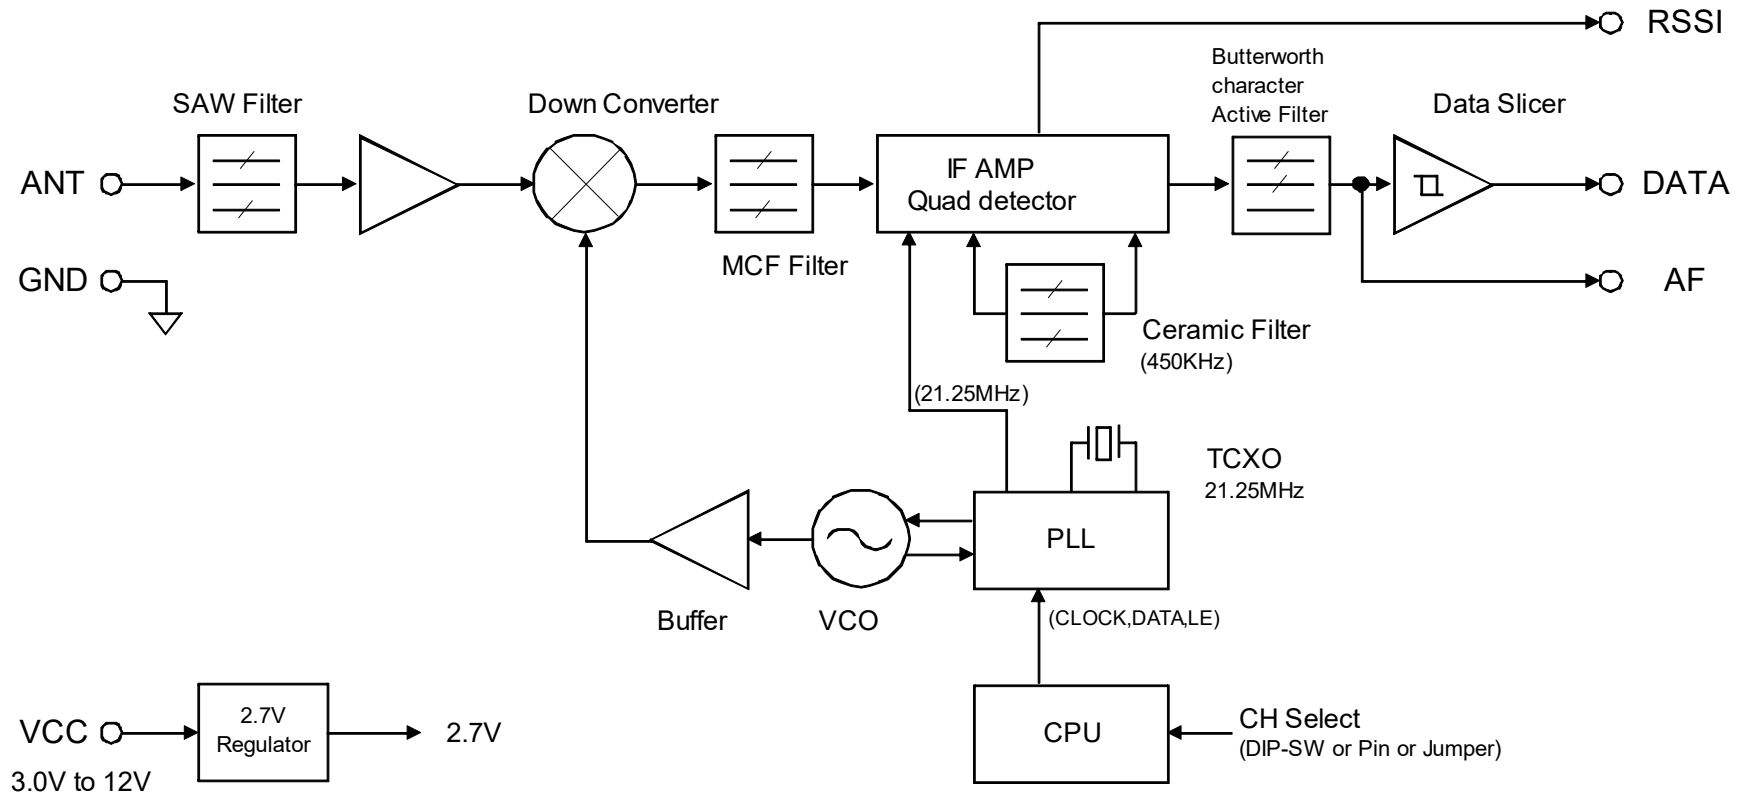 RSSI
Butterworth
character
Active Filter
SAW Filter
Down Converter
Data Slicer
ANT
IF AMP
Quad detector
DATA
MCF Filter
GND
AF
Ceramic Filter
(450KHz)
(21.25MHz)
TCXO
21.25MHz
PLL
Buffer
VCO
(CLOCK,DATA,LE)
VCC
3.0V to 12V
2.7V
Regulator
2.7V
CPU
CH Select
(DIP-SW or Pin or Jumper)